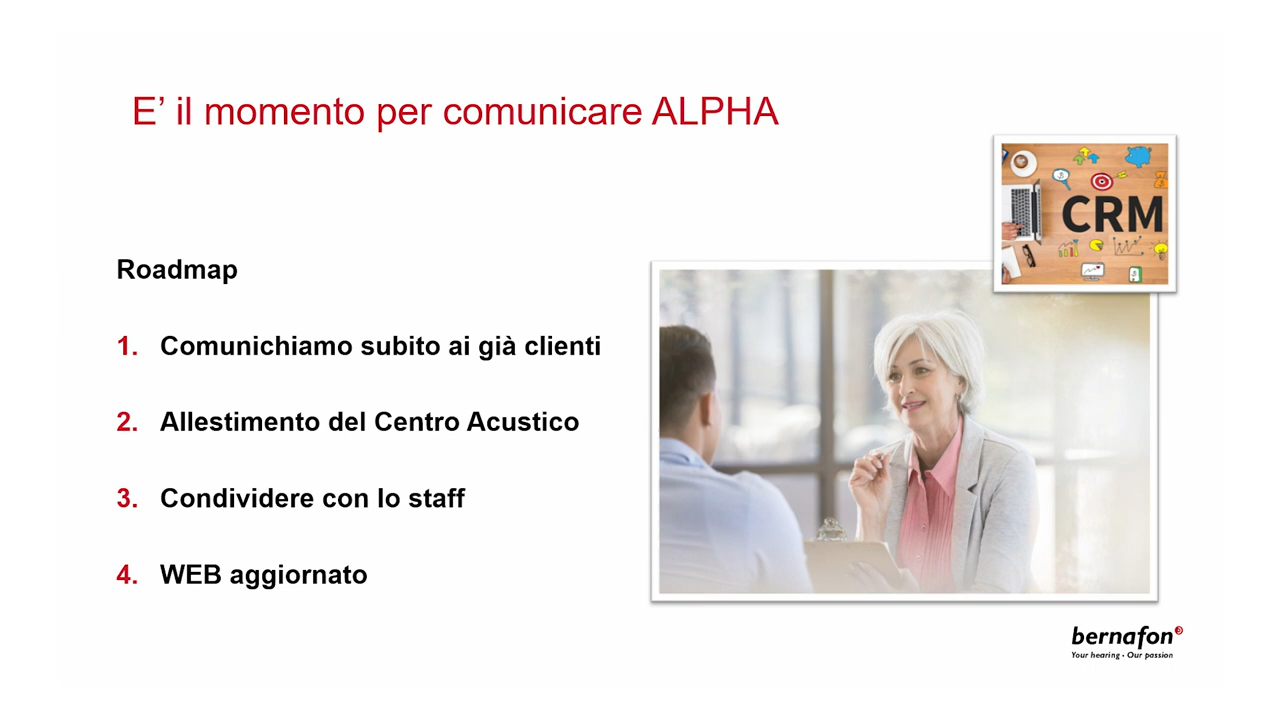 E’ il momento per comunicare ALPHA
CRM
Roadmap
1. Comunichiamo subito ai già clienti
2. Allestimento del Centro Acustico
3. Condividere con lo staff
4. WEB aggiornato
bernafon
Your hearing • Our passion